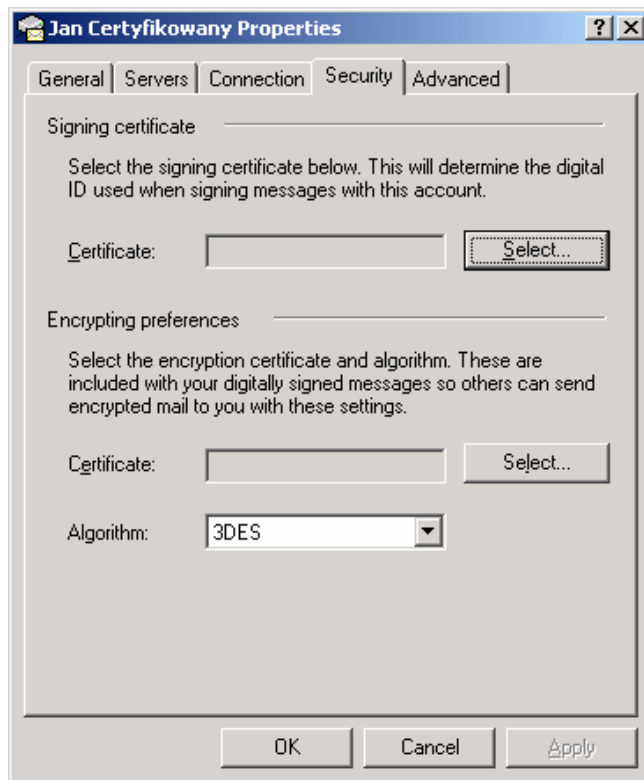 Jan Certyfikowany Properties
General Servers Connection Security Advanced
Signing certificate
Select the signing certificate below. This will determine the digital
ID used when signing messages with this account.
Certificate: Select...
Encrypting preferences
Select the encryption certificate and algorithm. These are
included with your digitally signed messages so others can send
encrypted mail to you with these settings.
Certificate: Select...
Algorithm: 3DES
OK Cancel Apply